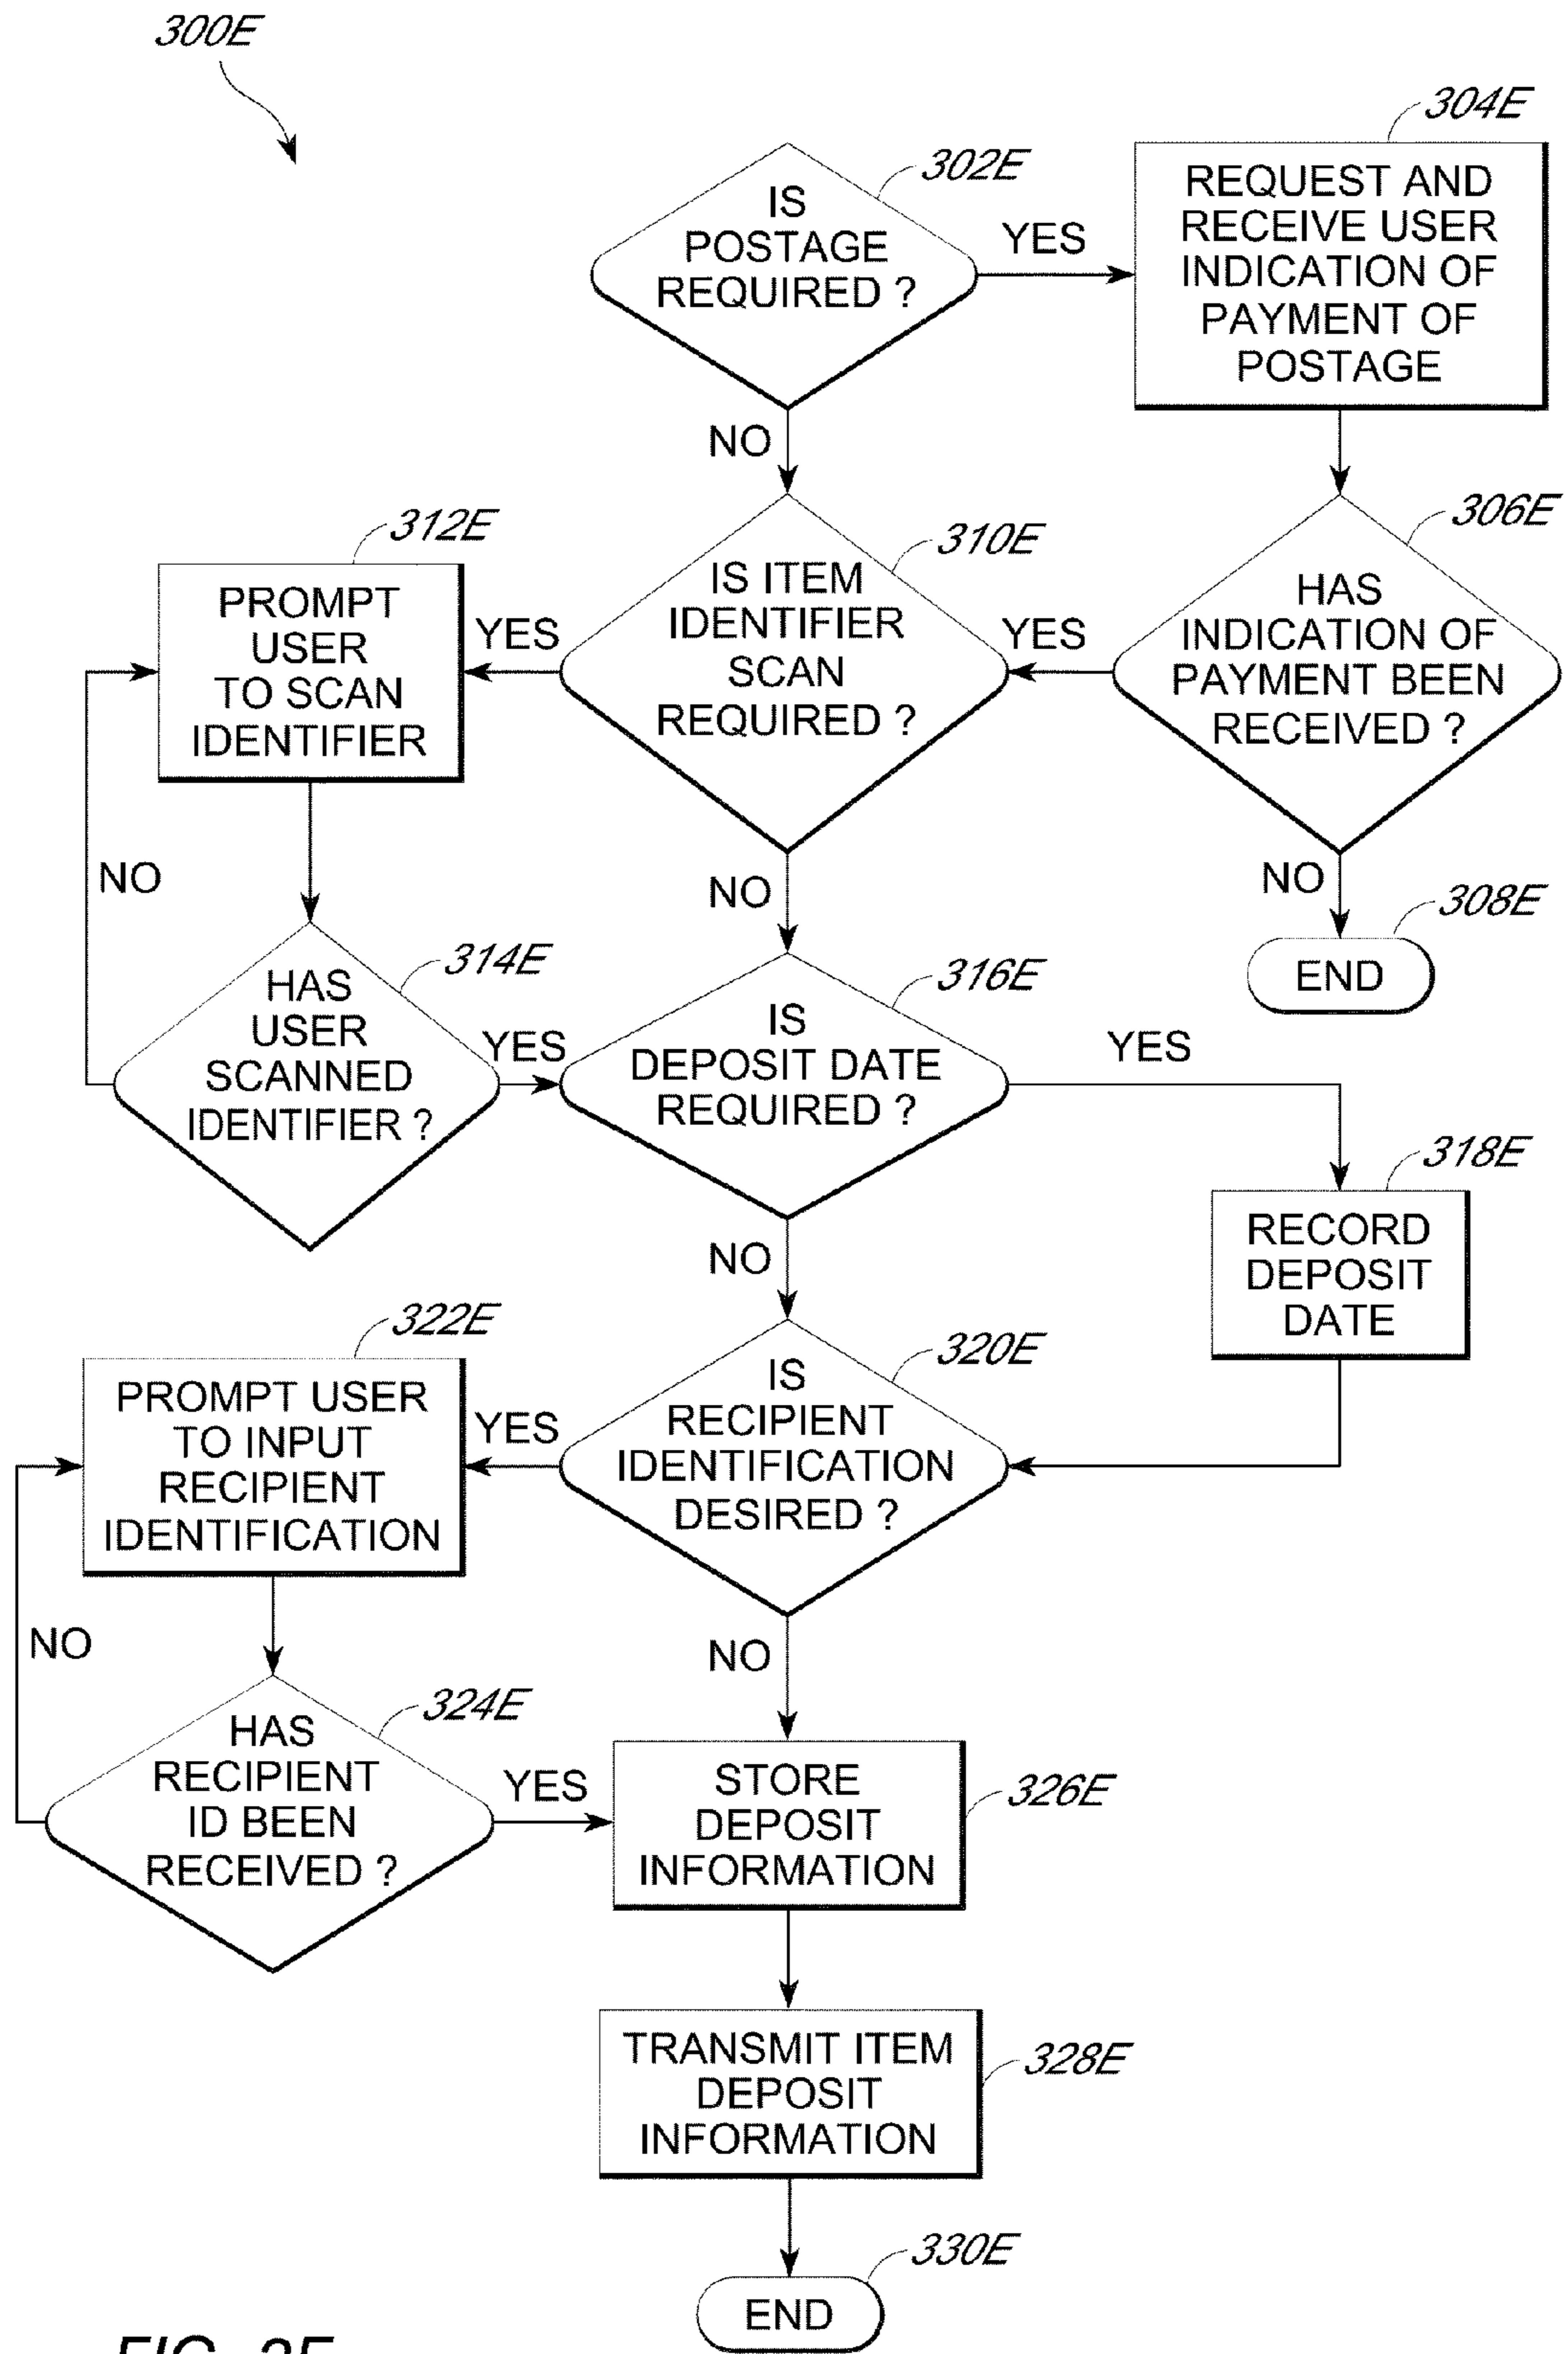 300E
304E
302E
IS
POSTAGE
REQUIRED ?
YES
REQUEST AND
RECEIVE USER
INDICATION OF
PAYMENT OF
POSTAGE
NO
312E
310E
306E
PROMPT
USER
TO SCAN
IDENTIFIER
YES
IS ITEM
IDENTIFIER
SCAN
REQUIRED ?
YES
HAS
INDICATION OF
PAYMENT BEEN
RECEIVED ?
NO
NO
NO
308E
END
314E
HAS
USER
SCANNED
IDENTIFIER ?
YES
316E
IS
DEPOSIT DATE
REQUIRED ?
YES
318E
RECORD
DEPOSIT
DATE
NO
322E
320E
PROMPT USER
TO INPUT
RECIPIENT
IDENTIFICATION
YES
IS
RECIPIENT
IDENTIFICATION
DESIRED ?
NO
NO
324E
HAS
RECIPIENT
ID BEEN
RECEIVED ?
YES
STORE
DEPOSIT
INFORMATION
326E
TRANSMIT ITEM
DEPOSIT
INFORMATION
328E
330E
END
FIG.